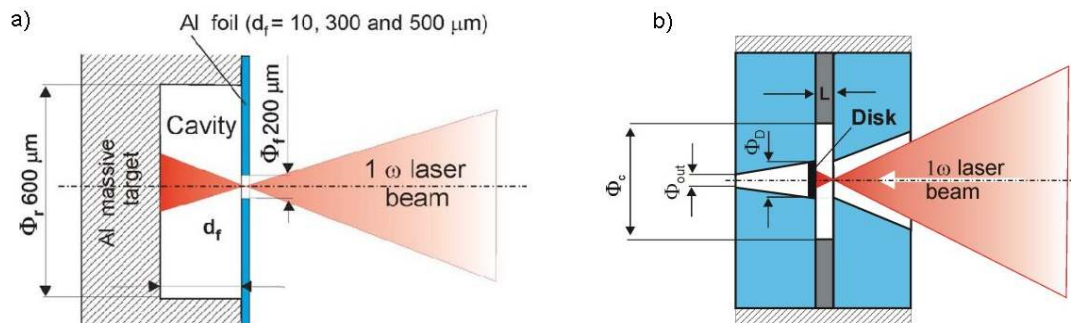 a)
Al foil (df = 10, 300 and 500 μm)
Φr 600 μm
Al massive
target
Cavity
Φf 200 μm
1 ω laser
beam
df
b)
L
Disk
ΦD
Φout
Φc
1ω laser
beam